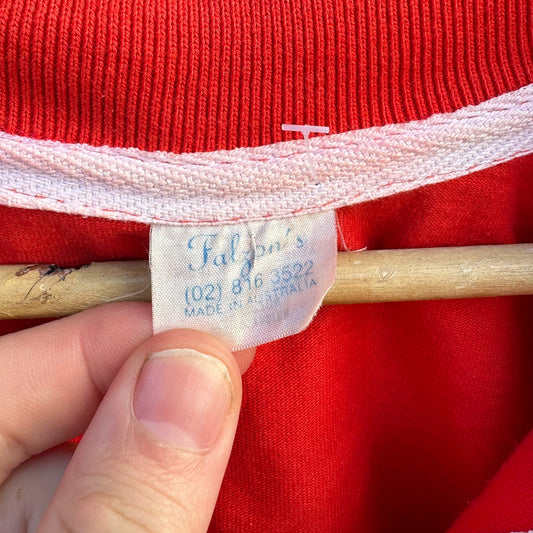 Falzon's
(02) 816 3522
MADE IN AUSTRALIA